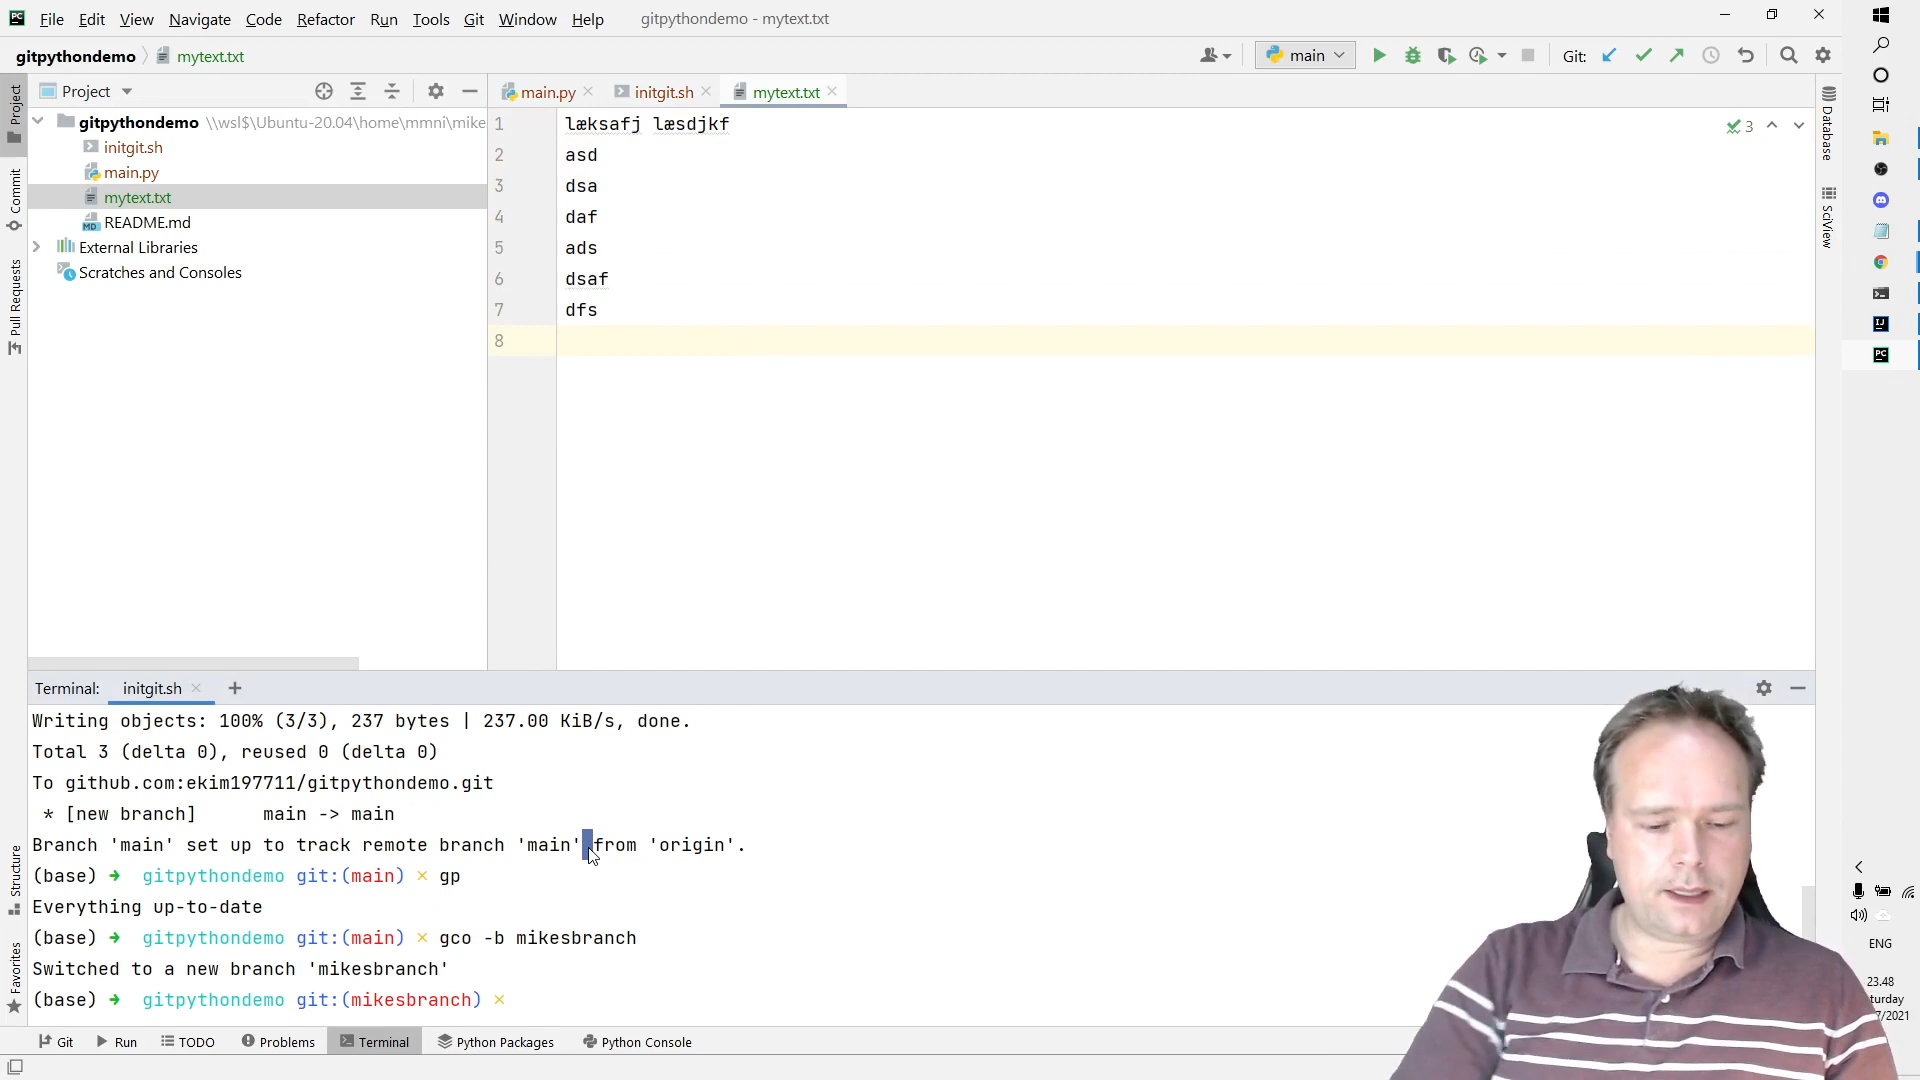 File Edit View Navigate Code Refactor Run Tools Git Window Help gitpythondemo - mytext.txt
gitpythondemo mytext.txt
main Git:
Project
main.py initgit.sh mytext.txt
gitpythondemo \\wsl$\Ubuntu-20.04\home\mmni\mike
initgit.sh
main.py
mytext.txt
README.md
External Libraries
Scratches and Consoles
Project
Commit
Pull Requests
Structure
Favorites
1 læksafj læsdjkf
2 asd
3 dsa
4 daf
5 ads
6 dsaf
7 dfs
8
3
Database
SciView
Terminal: initgit.sh
Writing objects: 100% (3/3), 237 bytes | 237.00 KiB/s, done.
Total 3 (delta 0), reused 0 (delta 0)
To github.com:ekim197711/gitpythondemo.git
* [new branch] main -> main
Branch 'main' set up to track remote branch 'main' from 'origin'.
(base) ➜ gitpythondemo git:(main) ✗ gp
Everything up-to-date
(base) ➜ gitpythondemo git:(main) ✗ gco -b mikesbranch
Switched to a new branch 'mikesbranch'
(base) ➜ gitpythondemo git:(mikesbranch) ✗
Git Run TODO Problems Terminal Python Packages Python Console
ENG
23.48
turday
7/2021